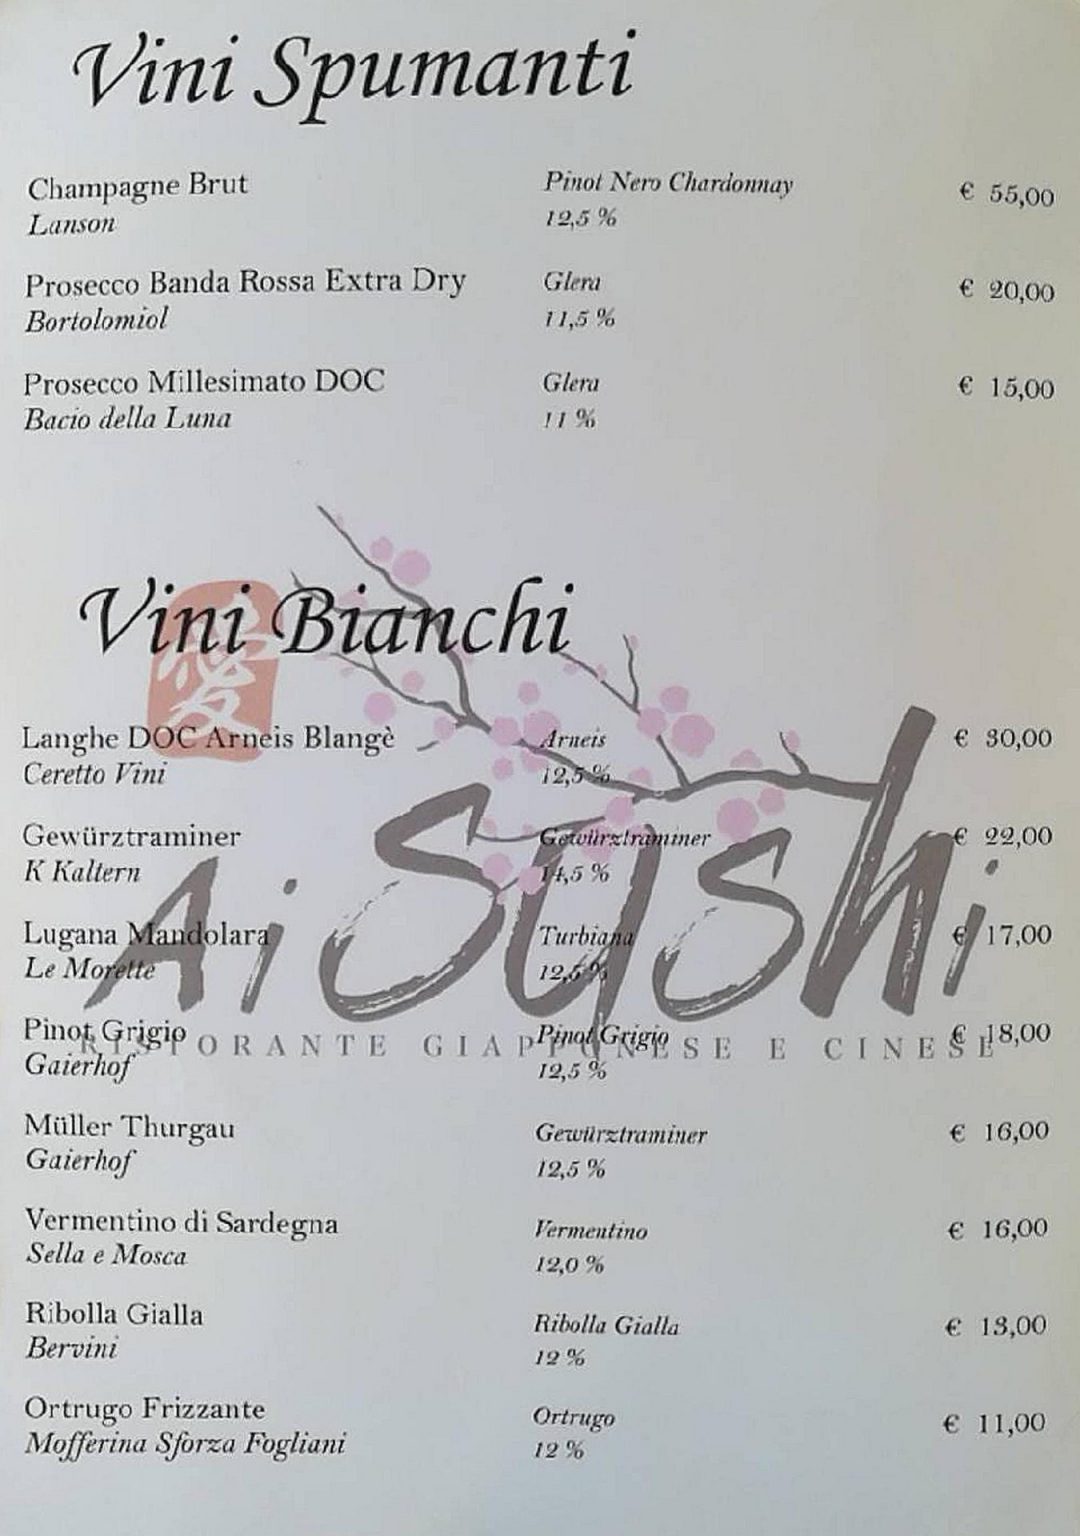 Vini Spumanti
Champagne Brut Pinot Nero Chardonnay € 55,00
Lanson 12,5 %
Prosecco Banda Rossa Extra Dry Glera € 20,00
Bortolomiol 11,5 %
Prosecco Millesimato DOC Glera € 15,00
Bacio della Luna 11 %
Vini Bianchi
愛
Langhe DOC Arneis Blangè Arneis € 30,00
Ceretto Vini 12,5 %
Gewürztraminer Gewürztraminer € 22,00
K Kaltern 14,5 %
Ai Sushi
Lugana Mandolara Turbiana € 17,00
Le Morette 12,5 %
Pinot Grigio Pinot Grigio € 18,00
RISTORANTE GIAPPONESE E CINESE
Gaierhof 12,5 %
Müller Thurgau Gewürztraminer € 16,00
Gaierhof 12,5 %
Vermentino di Sardegna Vermentino € 16,00
Sella e Mosca 12,0 %
Ribolla Gialla Ribolla Gialla € 13,00
Bervini 12 %
Ortrugo Frizzante Ortrugo € 11,00
Mofferina Sforza Fogliani 12 %